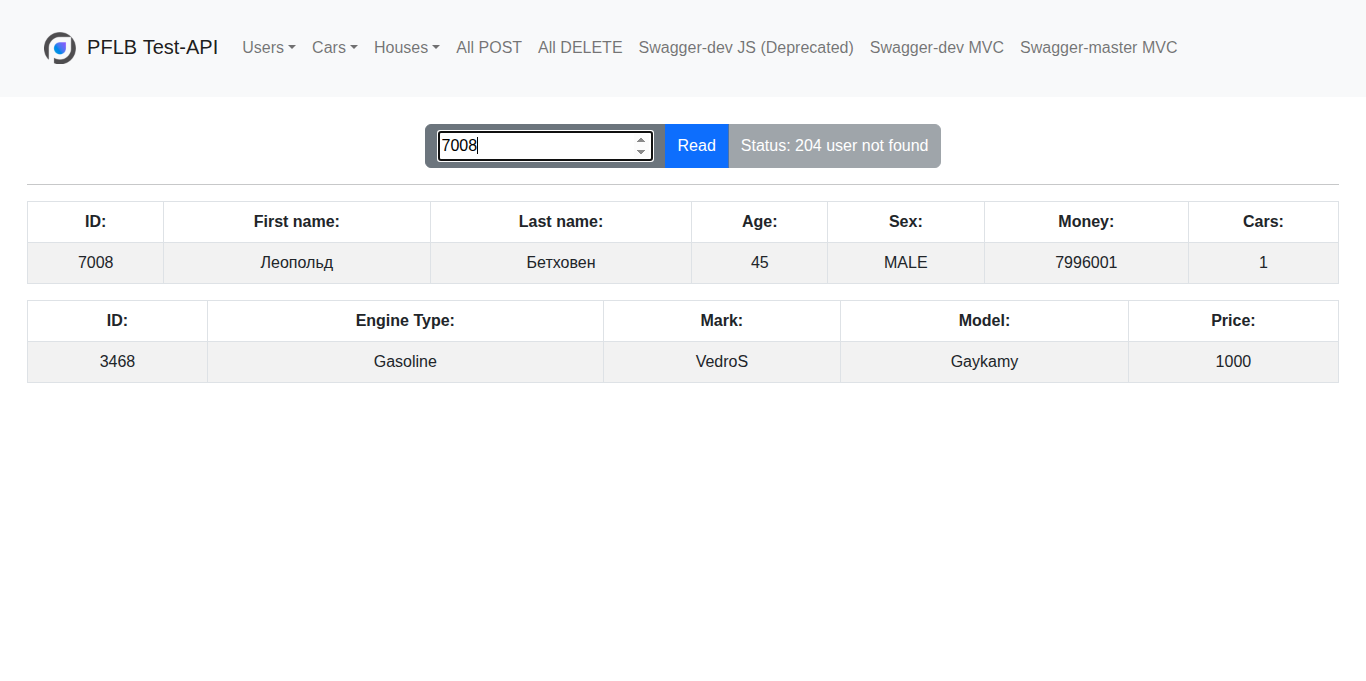 PFLB Test-API Users Cars Houses All POST All DELETE Swagger-dev JS (Deprecated) Swagger-dev MVC Swagger-master MVC
7008 Read Status: 204 user not found
ID: First name: Last name: Age: Sex: Money: Cars:
7008 Леопольд Бетховен 45 MALE 7996001 1
ID: Engine Type: Mark: Model: Price:
3468 Gasoline VedroS Gaykamy 1000